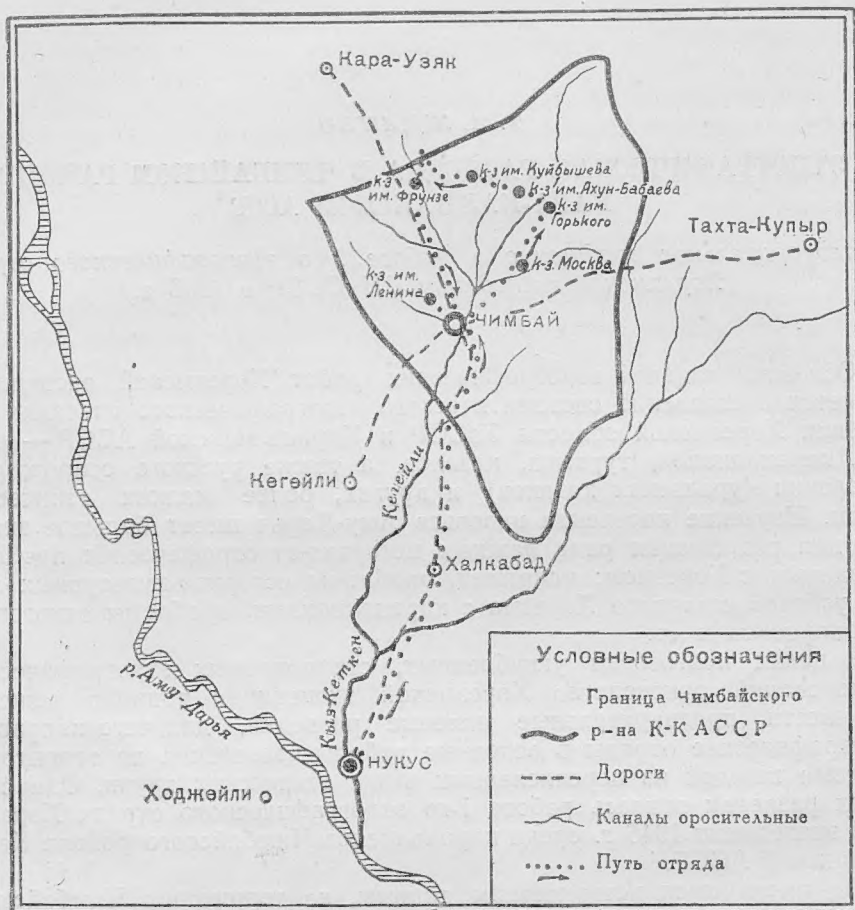 Кара-Узяк
к-з
им. Фрунзе
к-з им. Куйбышева
к-з им. Ахун-Бабаева
к-з им.
Горького
Тахта-Купыр
к-з. Москва
к-з им.
Ленина
ЧИМБАЙ
Кегейли
Кегейли
Халкабад
р. Аму-Дарья
Кыз-Кеткен
НУКУС
Ходжейли
Условные обозначения
Граница Чимбайского
р-на К-К АССР
Дороги
Каналы оросительные
Путь отряда